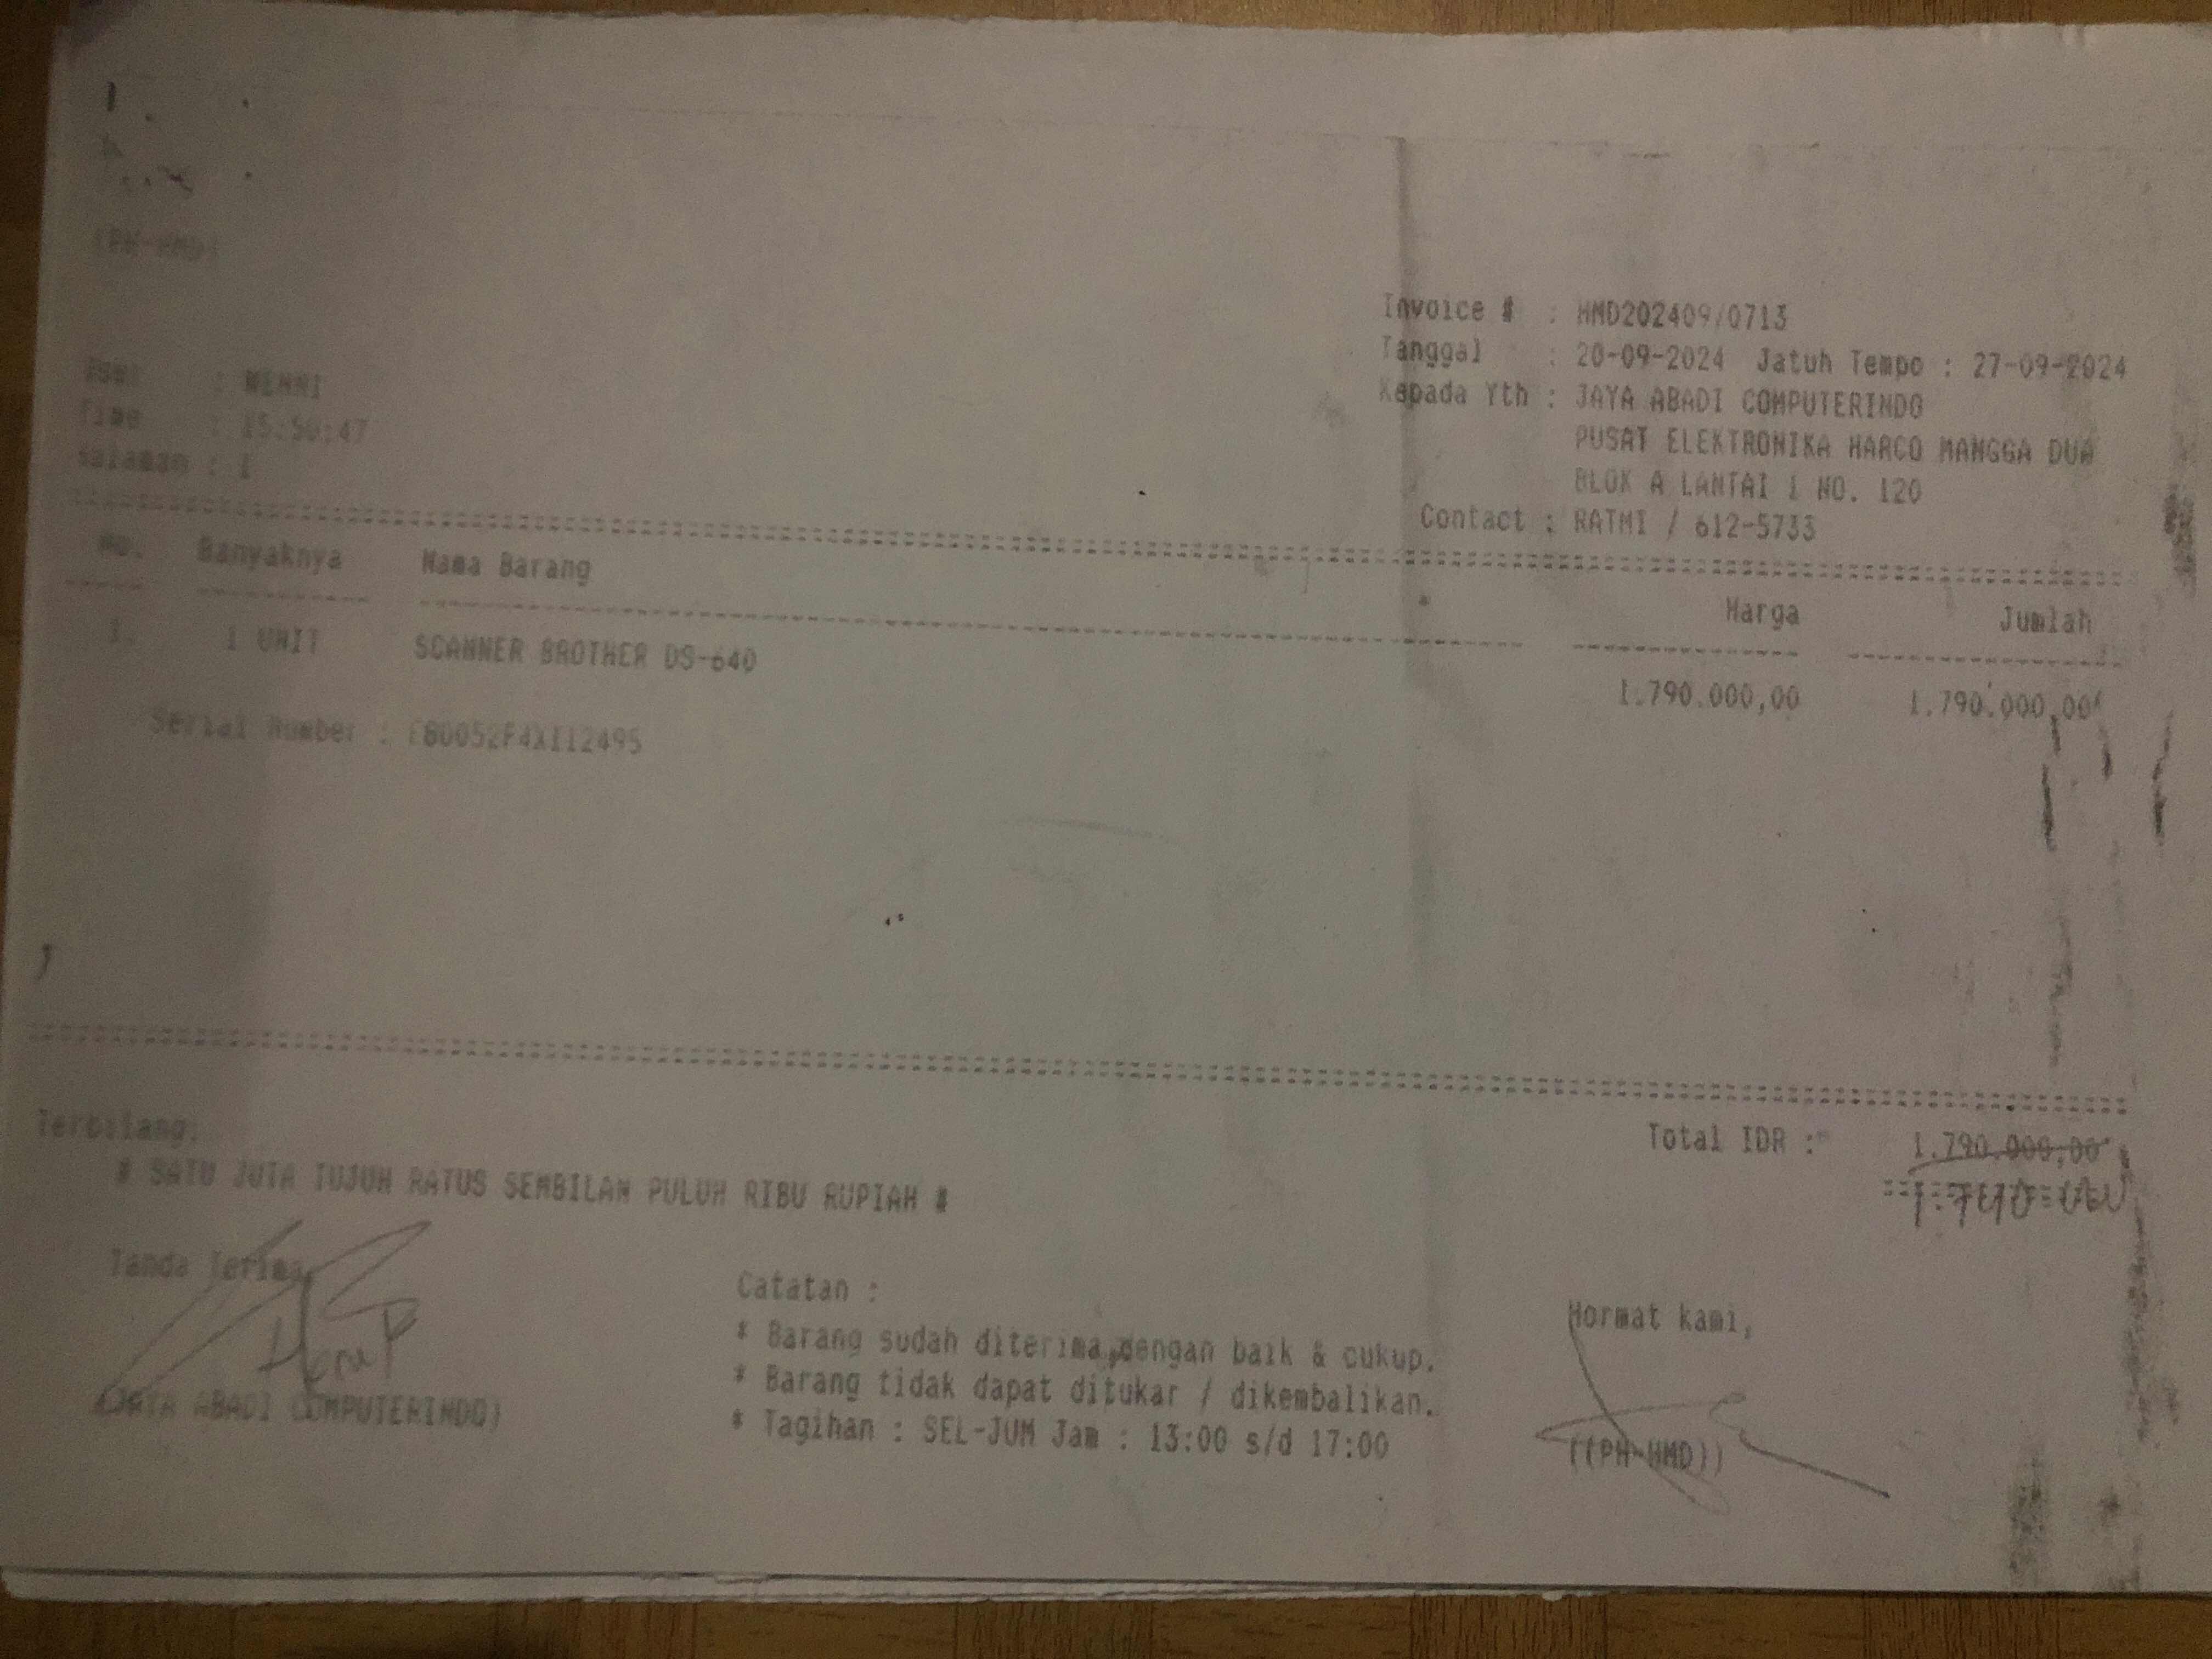 (PH-HMD)
Invoice # : HMD202409/0713
Tanggal : 20-09-2024 Jatuh Tempo : 27-09-2024
Kepada Yth : JAYA ABADI COMPUTERINDO
PUSAT ELEKTRONIKA HARCO MANGGA DUA
BLOK A LANTAI 1 NO. 120
Contact : RATMI / 612-5733
User : WENNI
Time : 15:50:47
Halaman : 1
No. Banyaknya Nama Barang Harga Jumlah
1. 1 UNIT SCANNER BROTHER DS-640 1.790.000,00 1.790.000,00
Serial Number :
Terbilang: Total IDR : 1.790.000,00
# SATU JUTA TUJUH RATUS SEMBILAN PULUH RIBU RUPIAH #
Tanda Terima,
(JAYA ABADI COMPUTERINDO)
Catatan :
* Barang sudah diterima dengan baik & cukup.
* Barang tidak dapat ditukar / dikembalikan.
* Tagihan : SEL-JUM Jam : 13:00 s/d 17:00
Hormat kami,
((PH-HMD))